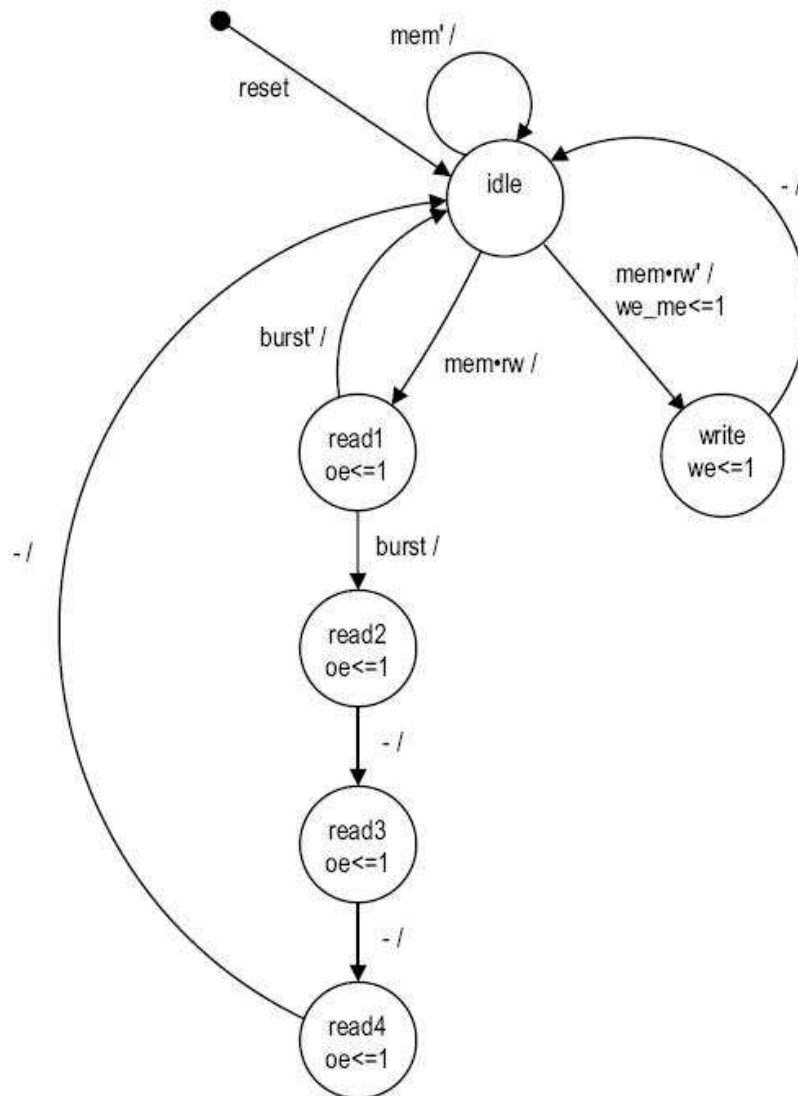 mem' /
reset
idle
- /
mem•rw' /
we_me<=1
burst' /
mem•rw /
read1
oe<=1
write
we<=1
- /
burst /
read2
oe<=1
- /
read3
oe<=1
- /
read4
oe<=1